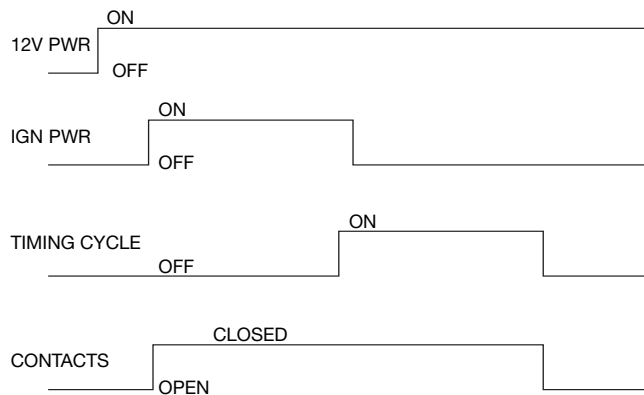 ON
12V PWR
OFF
ON
IGN PWR
OFF
ON
TIMING CYCLE
OFF
CLOSED
CONTACTS
OPEN